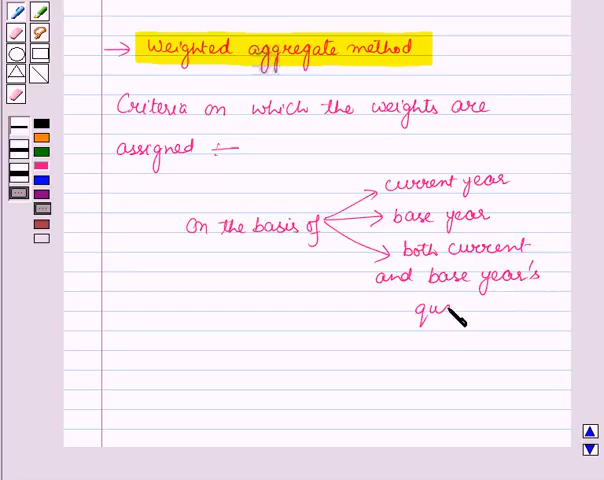 → Weighted aggregate method
Criteria on which the weights are
assigned ÷
On the basis of
current year
base year
both current
and base year's
qu